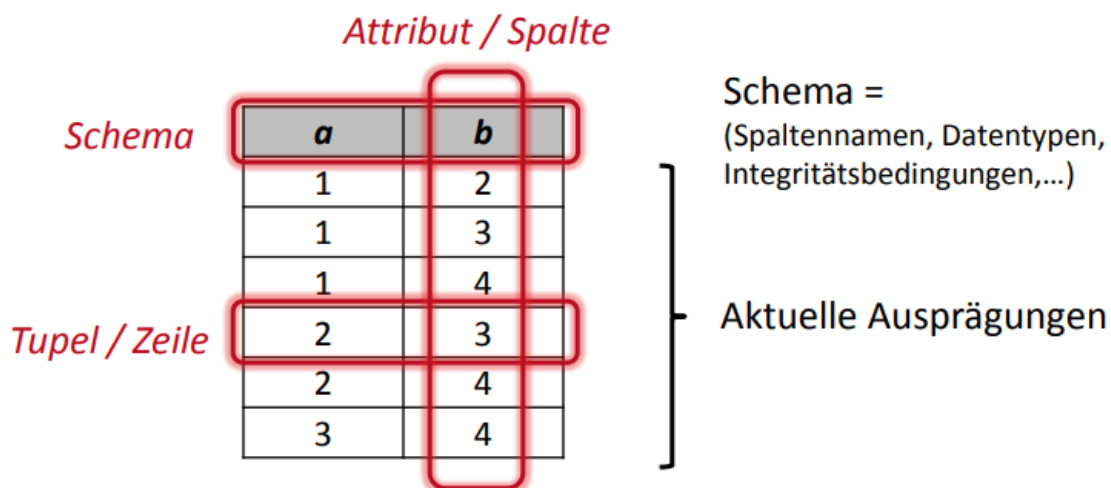 Attribut / Spalte
Schema
a b
1 2
1 3
1 4
Tupel / Zeile
2 3
2 4
3 4
Schema =
(Spaltennamen, Datentypen,
Integritätsbedingungen,...)
Aktuelle Ausprägungen